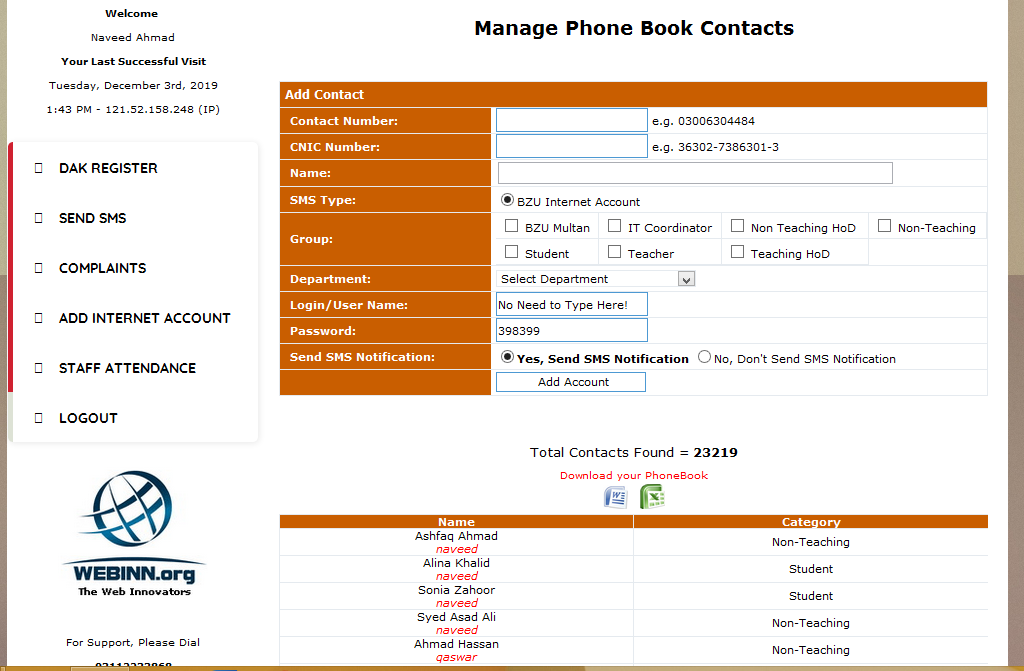 Welcome
Naveed Ahmad
Your Last Successful Visit
Tuesday, December 3rd, 2019
1:43 PM - 121.52.158.248 (IP)
DAK REGISTER
SEND SMS
COMPLAINTS
ADD INTERNET ACCOUNT
STAFF ATTENDANCE
LOGOUT
WEBINN.org
The Web Innovators
For Support, Please Dial
Manage Phone Book Contacts
Add Contact
Contact Number: e.g. 03006304484
CNIC Number: e.g. 36302-7386301-3
Name:
SMS Type: BZU Internet Account
Group: BZU Multan IT Coordinator Non Teaching HoD Non-Teaching
Student Teacher Teaching HoD
Department: Select Department
Login/User Name: No Need to Type Here!
Password: 398399
Send SMS Notification: Yes, Send SMS Notification No, Don't Send SMS Notification
Add Account
Total Contacts Found = 23219
Download your PhoneBook
Name Category
Ashfaq Ahmad
naveed
Non-Teaching
Alina Khalid
naveed
Student
Sonia Zahoor
naveed
Student
Syed Asad Ali
naveed
Non-Teaching
Ahmad Hassan
qaswar
Non-Teaching